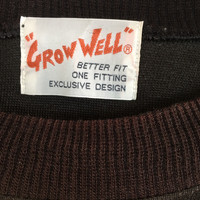 "GROW WELL"®
BETTER FIT
ONE FITTING
EXCLUSIVE DESIGN